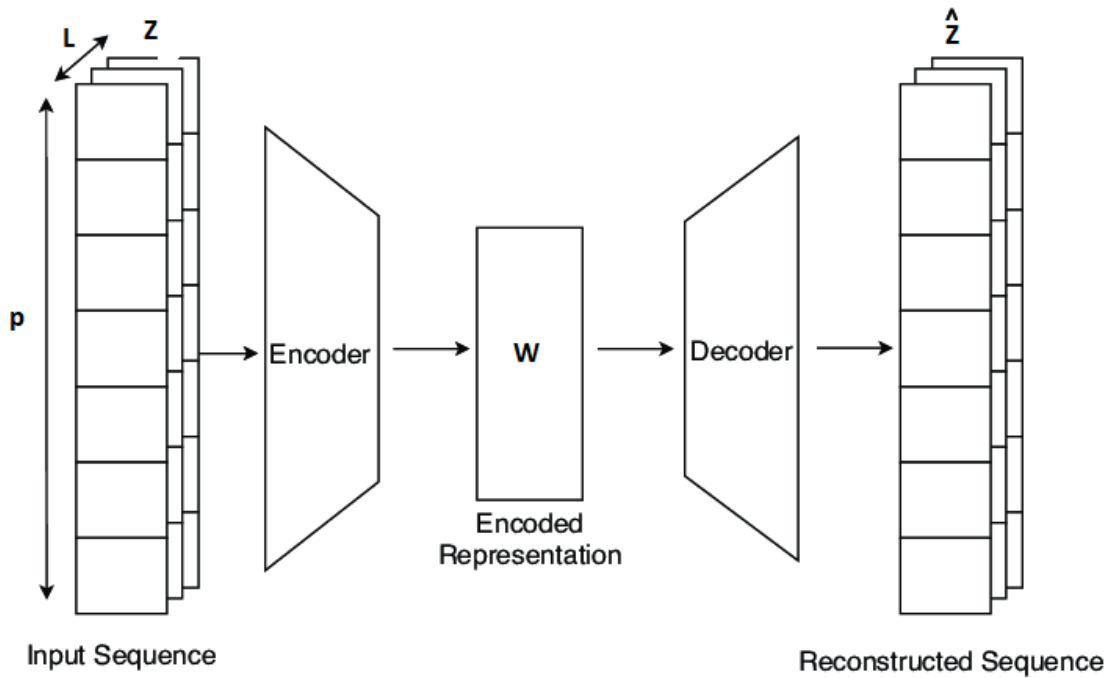 L
Z
Ẑ
p
Encoder
W
Decoder
Encoded
Representation
Input Sequence
Reconstructed Sequence